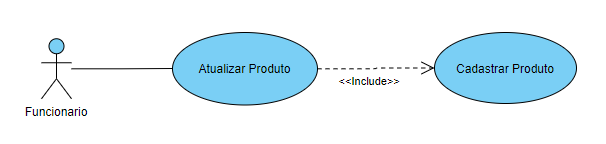 Atualizar Produto
Cadastrar Produto
<<Include>>
Funcionario